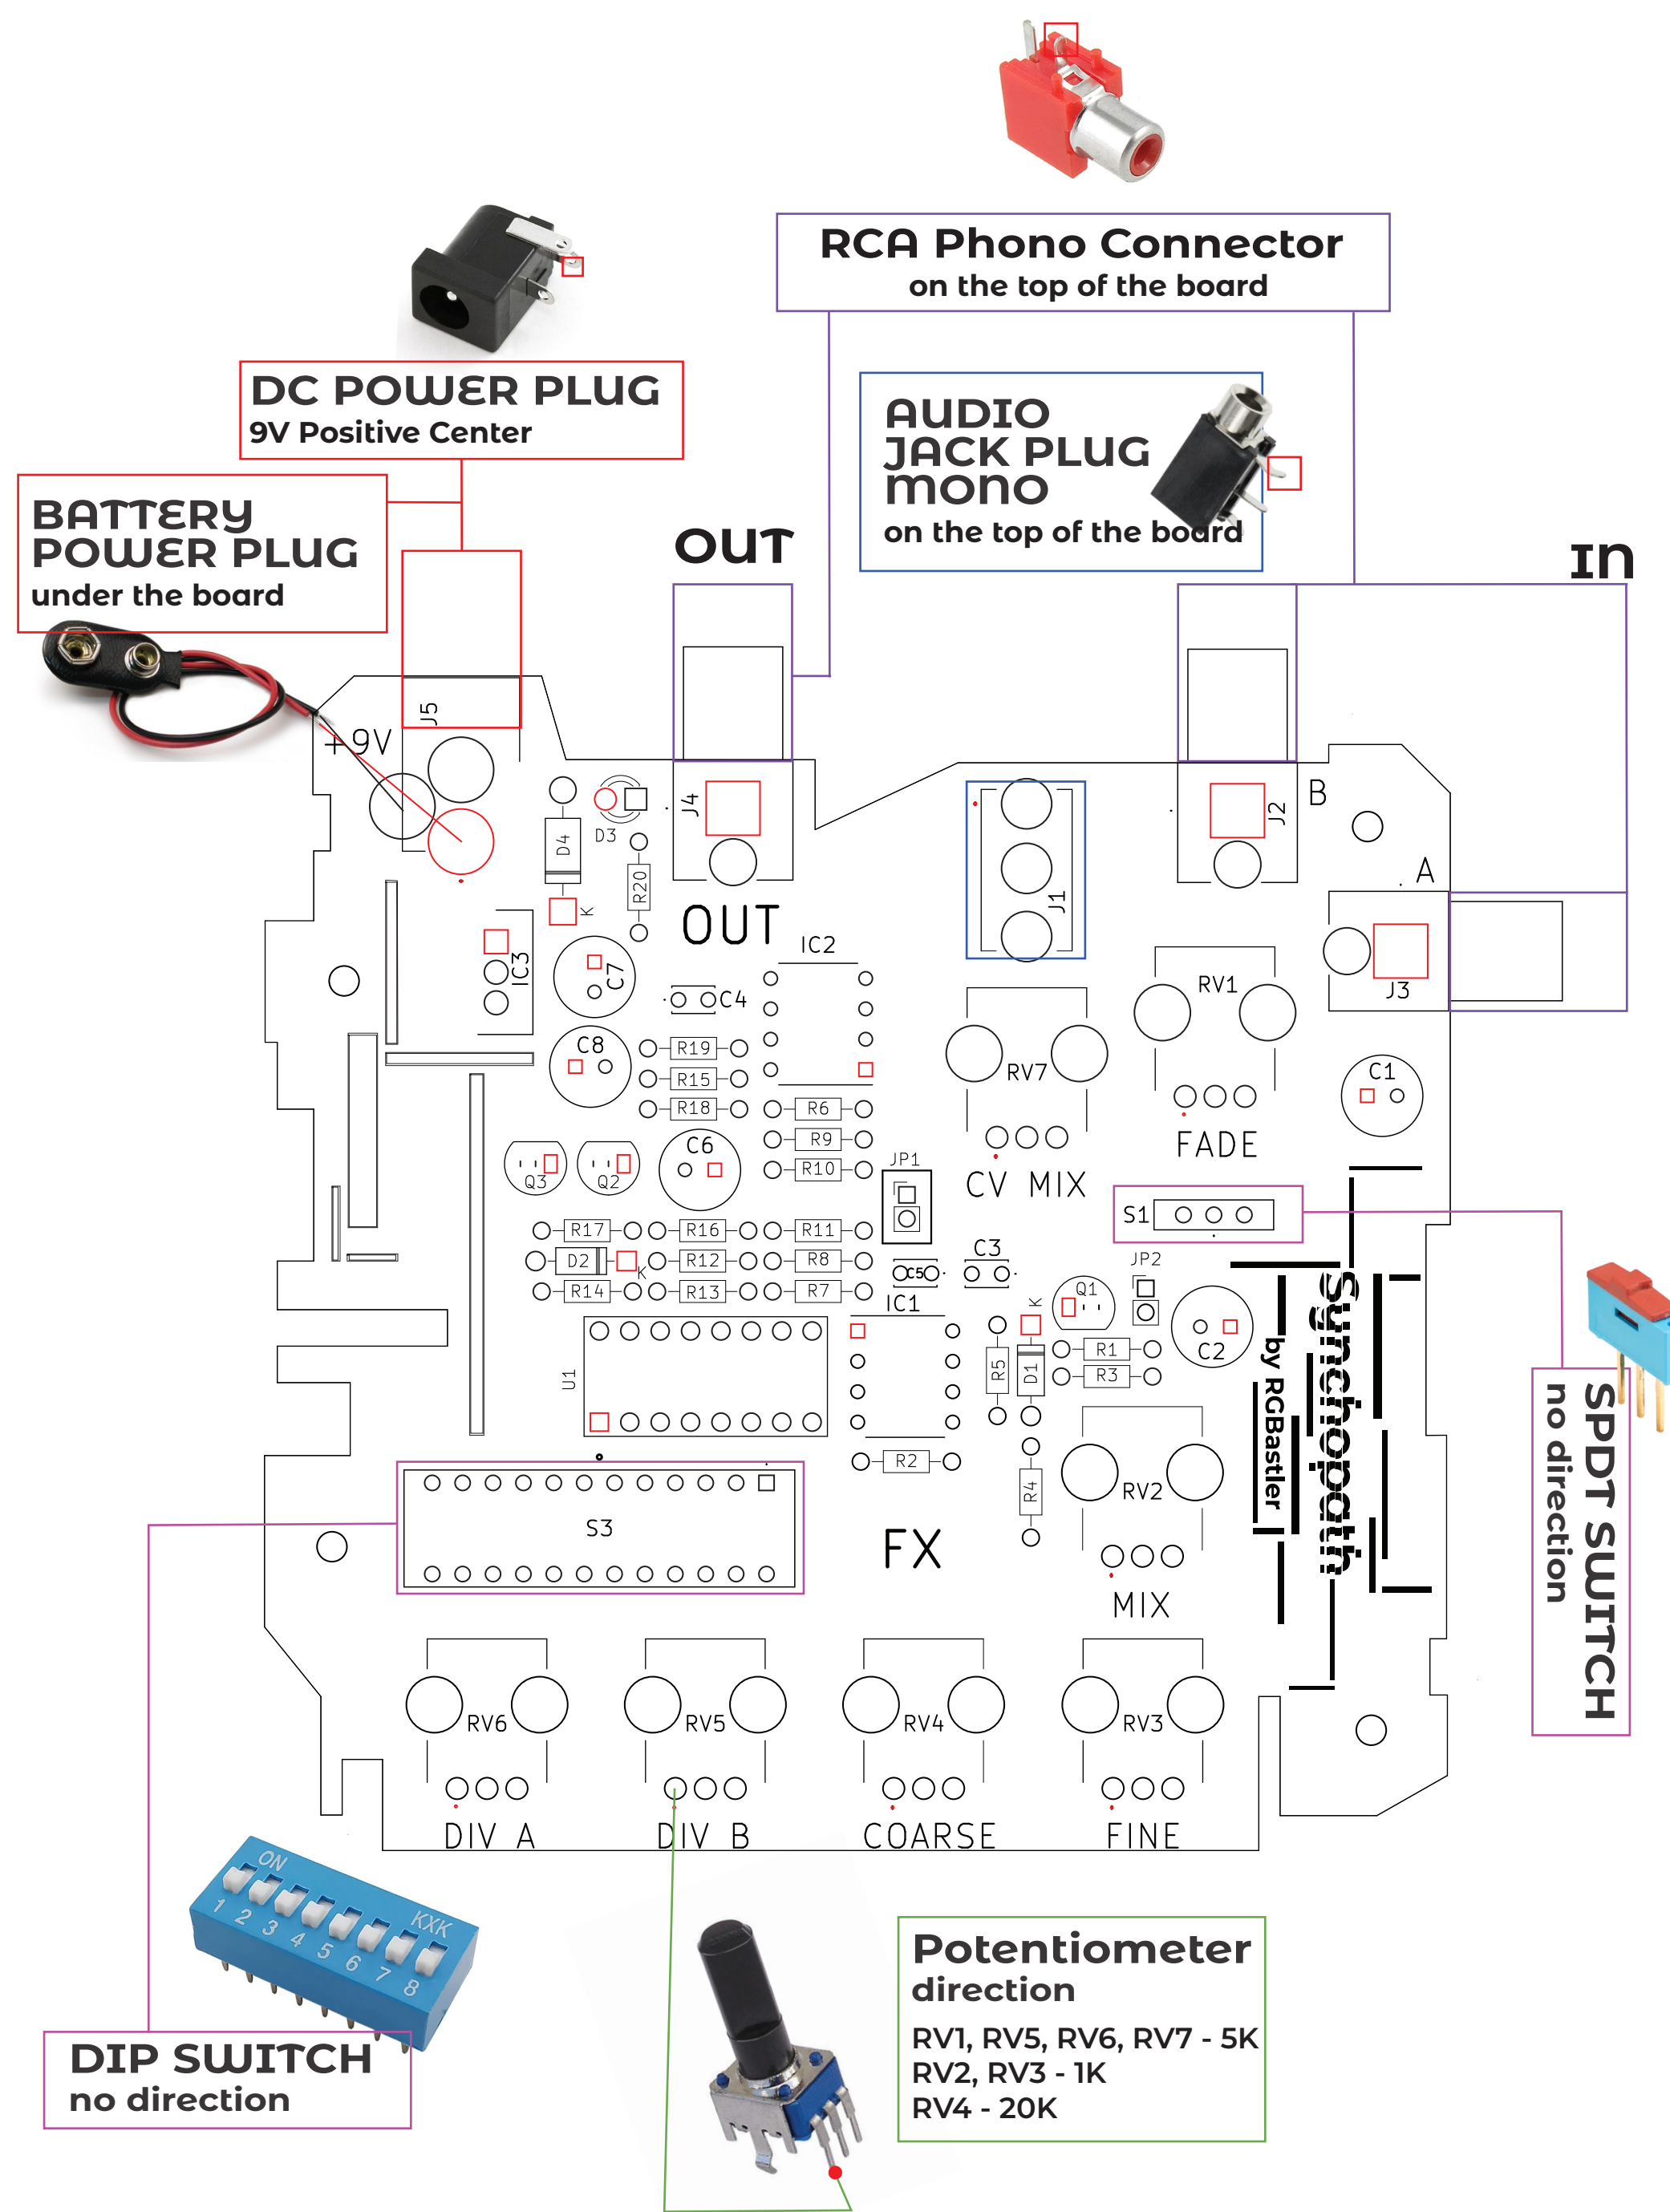 RCA Phono Connector
on the top of the board
DC POWER PLUG
9V Positive Center
AUDIO
JACK PLUG
MONO
on the top of the board
BATTERY
POWER PLUG
under the board
OUT
IN
J5
+9V
D4
D3
R20
K
J4
OUT
J2
B
A
J3
J1
IC3
C7
C4
IC2
C8
R19
R15
R18
R6
R9
R10
RV7
CV MIX
RV1
FADE
C1
Q3
Q2
C6
JP1
S1
R17
R16
R11
D2
K
R12
R8
R14
R13
R7
C5
C3
JP2
IC1
Q1
K
C2
U1
R5
D1
R1
R3
R2
R4
RV2
MIX
S3
FX
Synchopath
by RGBastler
SPDT SWITCH
no direction
RV6
RV5
RV4
RV3
DIV A
DIV B
COARSE
FINE
ON
KXK
1 2 3 4 5 6 7 8
DIP SWITCH
no direction
Potentiometer
direction
RV1, RV5, RV6, RV7 - 5K
RV2, RV3 - 1K
RV4 - 20K